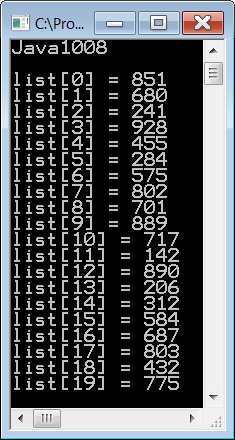 C:\Pro...
Java1008
list[0] = 851
list[1] = 680
list[2] = 241
list[3] = 928
list[4] = 455
list[5] = 284
list[6] = 575
list[7] = 802
list[8] = 701
list[9] = 889
list[10] = 717
list[11] = 142
list[12] = 890
list[13] = 206
list[14] = 312
list[15] = 584
list[16] = 687
list[17] = 803
list[18] = 432
list[19] = 775